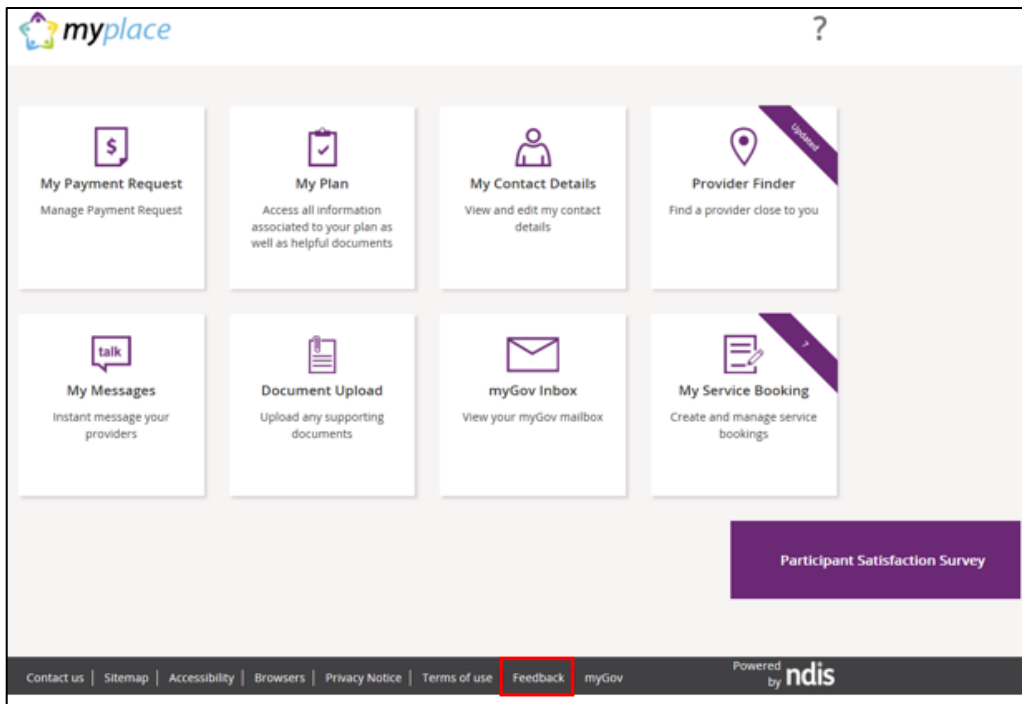 myplace
?
$
My Payment Request
Manage Payment Request
My Plan
Access all information
associated to your plan as
well as helpful documents
My Contact Details
View and edit my contact
details
Updated
Provider Finder
Find a provider close to you
talk
My Messages
Instant message your
providers
Document Upload
Upload any supporting
documents
myGov Inbox
View your myGov mailbox
7
My Service Booking
Create and manage service
bookings
Participant Satisfaction Survey
Contact us | Sitemap | Accessibility | Browsers | Privacy Notice | Terms of use Feedback myGov
Powered
by ndis